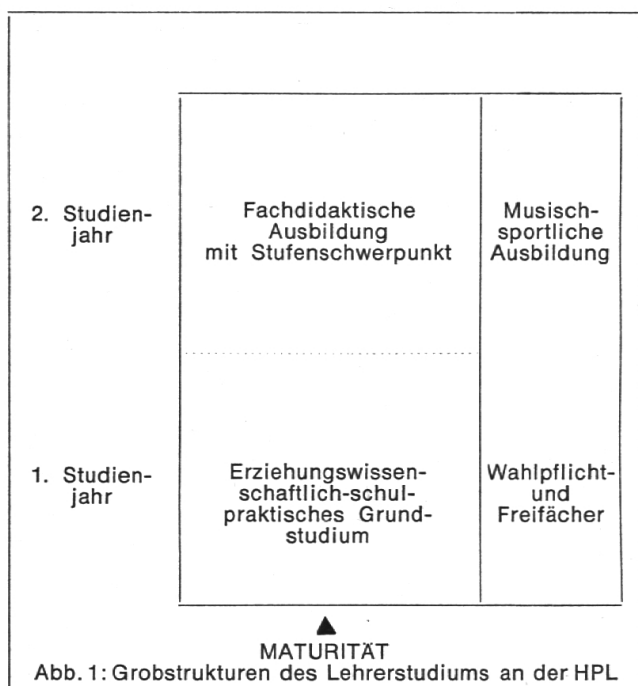 2. Studien-
jahr
Fachdidaktische
Ausbildung
mit Stufenschwerpunkt
Musisch-
sportliche
Ausbildung
1. Studien-
jahr
Erziehungswissen-
schaftlich-schul-
praktisches Grund-
studium
Wahlpflicht-
und
Freifächer
MATURITÄT
Abb. 1: Grobstrukturen des Lehrerstudiums an der HPL